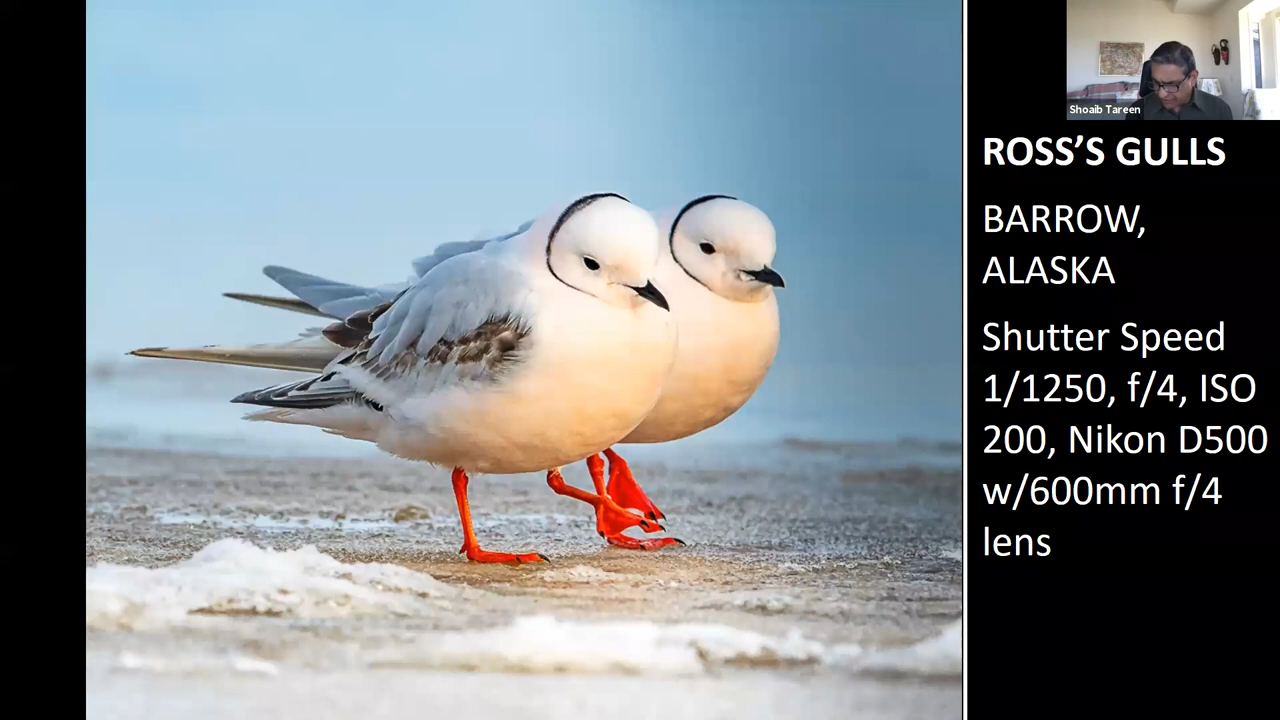 Shoaib Tareen
ROSS’S GULLS
BARROW,
ALASKA
Shutter Speed
1/1250, f/4, ISO
200, Nikon D500
w/600mm f/4
lens